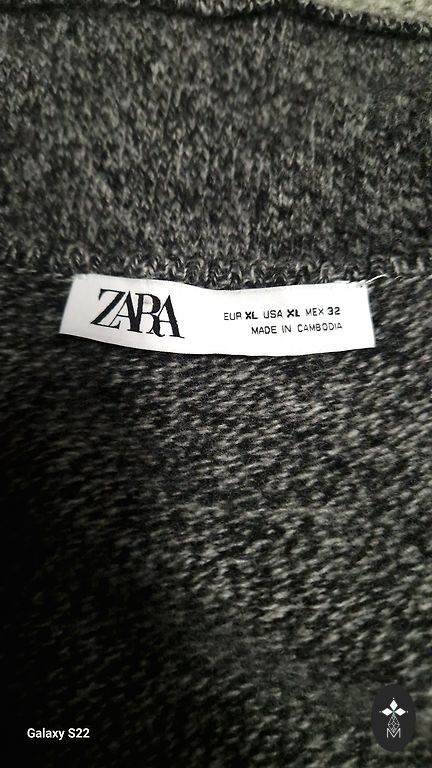 ZARA
EUR XL USA XL MEX 32
MADE IN CAMBODIA
Galaxy S22
M